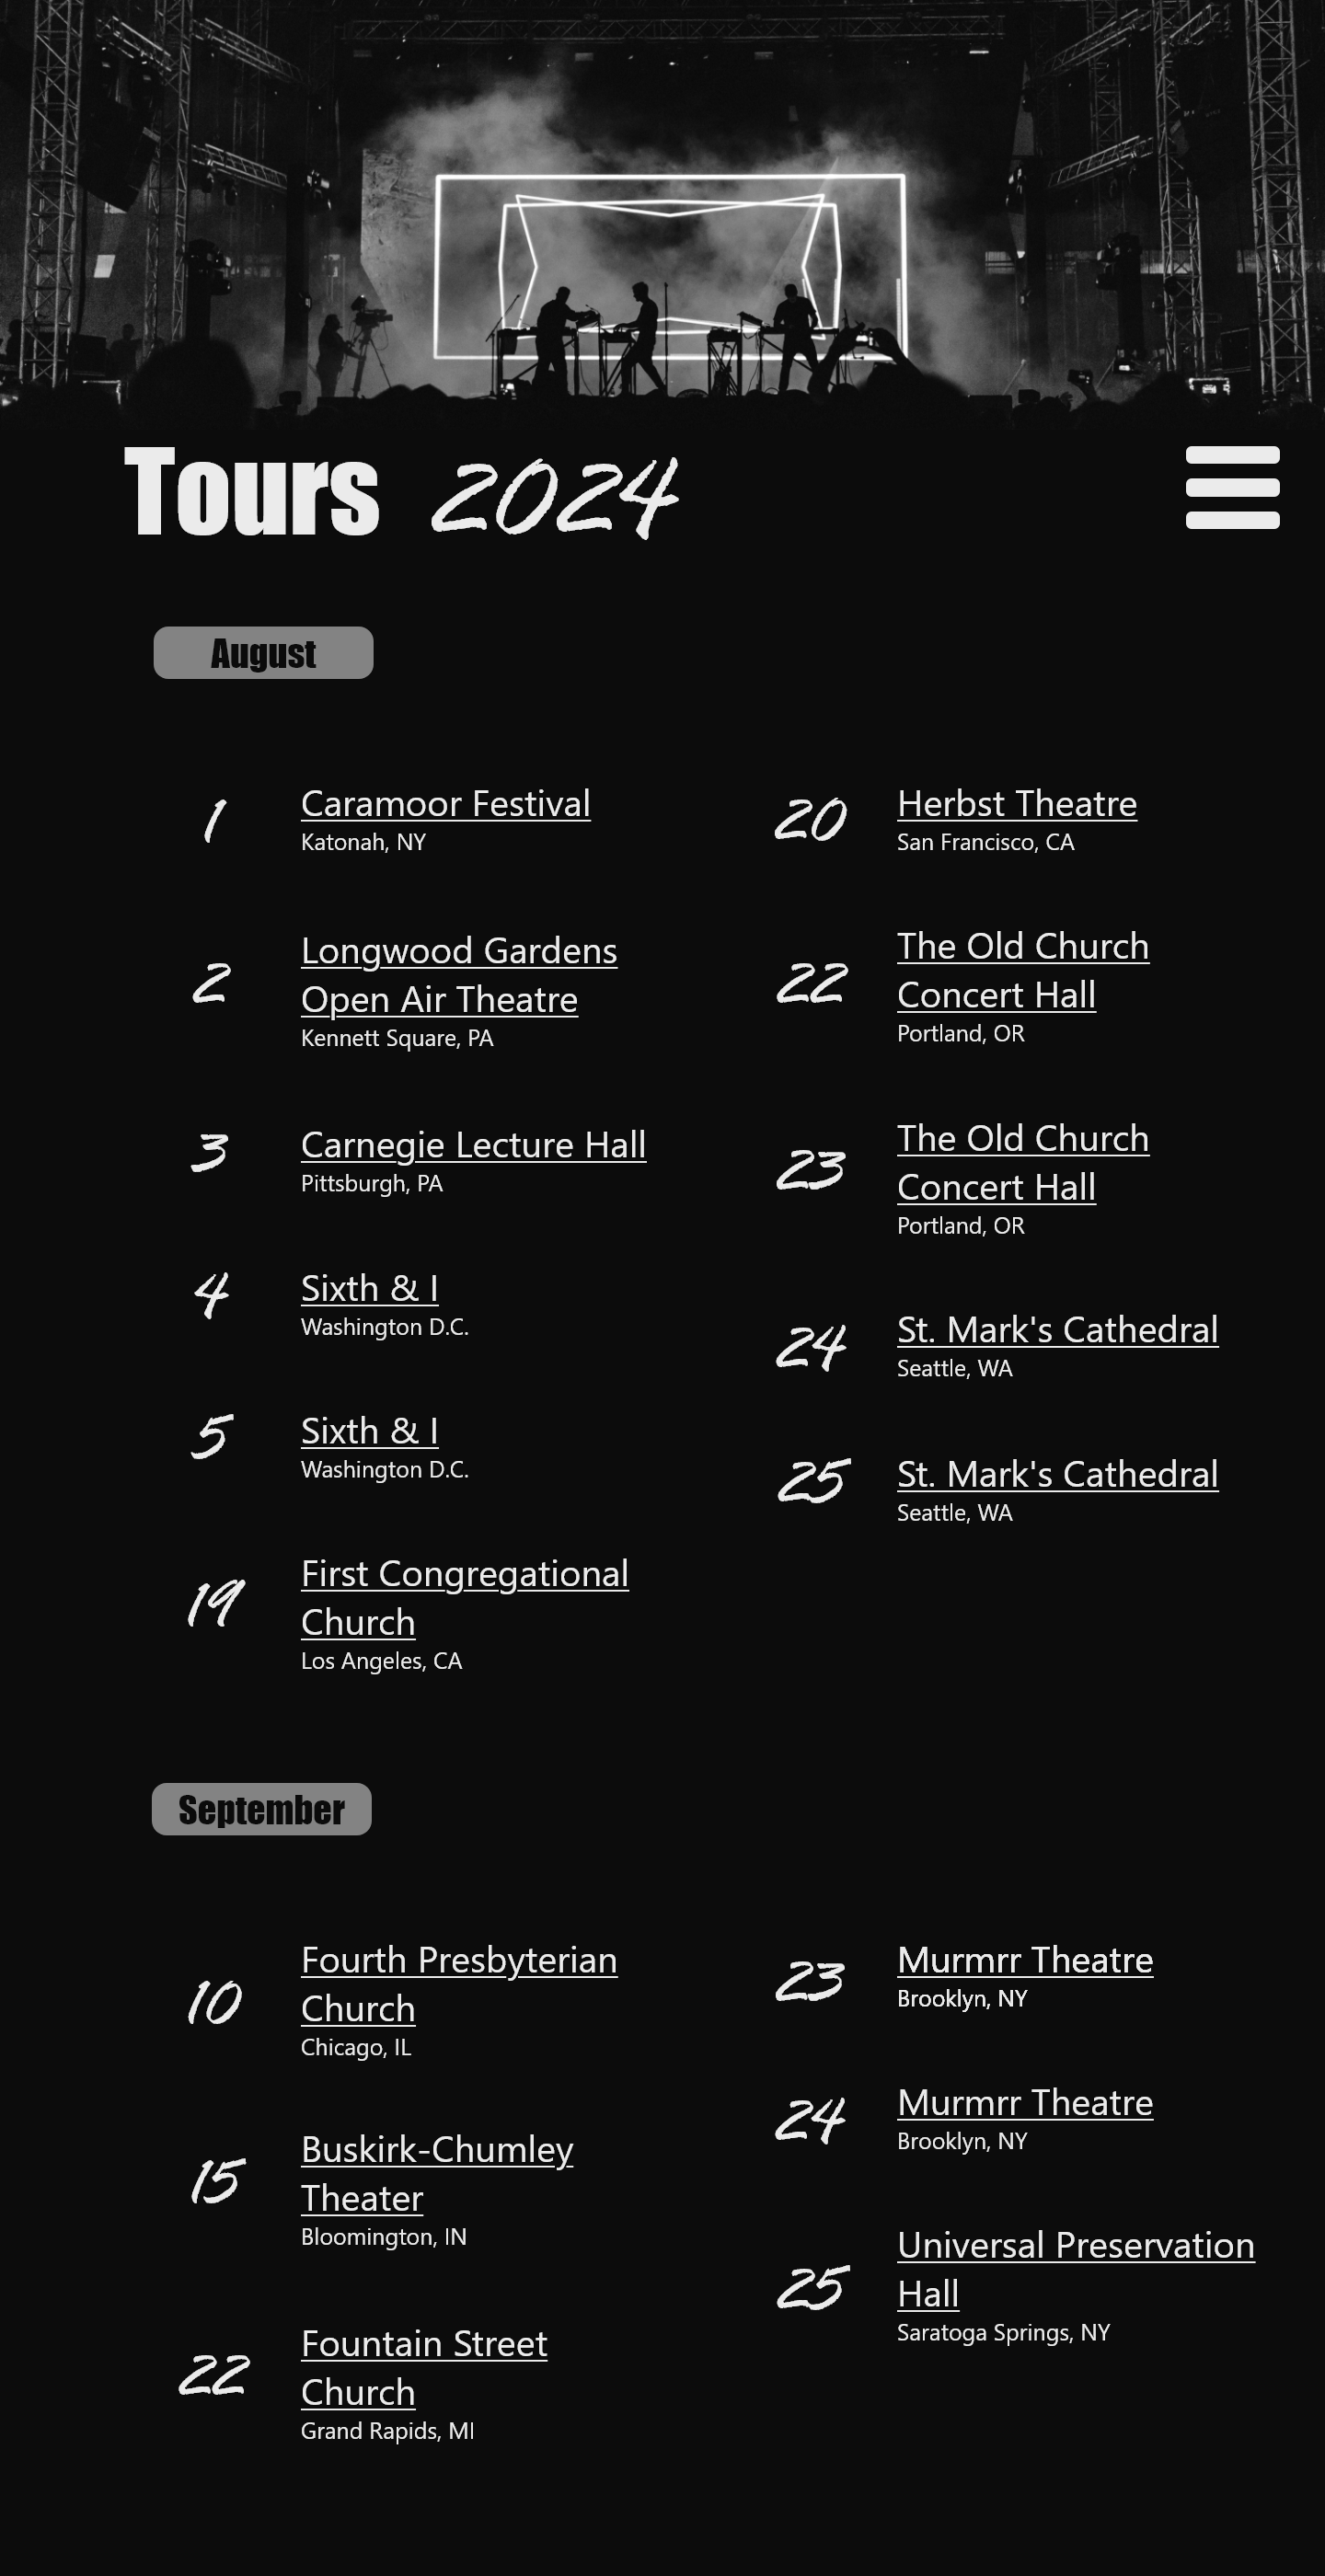 Tours 2024
August
1
Caramoor Festival
Katonah, NY
2
Longwood Gardens
Open Air Theatre
Kennett Square, PA
3
Carnegie Lecture Hall
Pittsburgh, PA
4
Sixth & I
Washington D.C.
5
Sixth & I
Washington D.C.
19
First Congregational
Church
Los Angeles, CA
20
Herbst Theatre
San Francisco, CA
22
The Old Church
Concert Hall
Portland, OR
23
The Old Church
Concert Hall
Portland, OR
24
St. Mark's Cathedral
Seattle, WA
25
St. Mark's Cathedral
Seattle, WA
September
10
Fourth Presbyterian
Church
Chicago, IL
15
Buskirk-Chumley
Theater
Bloomington, IN
22
Fountain Street
Church
Grand Rapids, MI
23
Murmrr Theatre
Brooklyn, NY
24
Murmrr Theatre
Brooklyn, NY
25
Universal Preservation
Hall
Saratoga Springs, NY